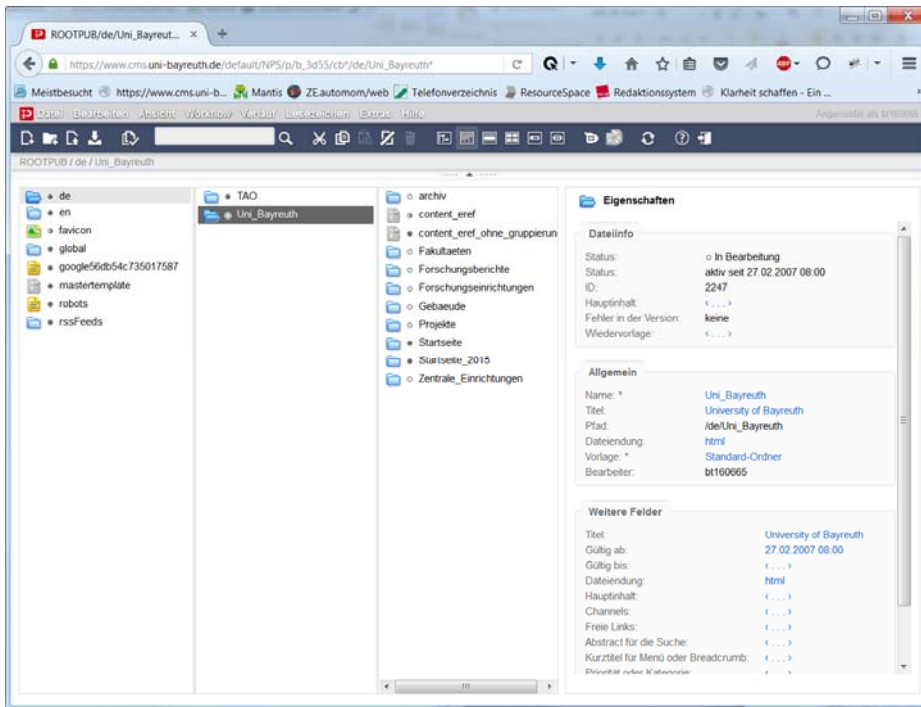 ROOTPUB/de/Uni_Bayreut... × +
https://www.cms.uni-bayreuth.de/default/NPS/p/b_3d55/cb*/de/Uni_Bayreuth*
Meistbesucht https://www.cms.uni-b... Mantis ZE.automom/web Telefonverzeichnis ResourceSpace Redaktionssystem Klarheit schaffen - Ein ...
Datei Bearbeiten Ansicht Workflow Verlauf Lesezeichen Extras Hilfe Angemeldet als bt160665
ROOTPUB / de / Uni_Bayreuth
de
en
favicon
global
google56db54c735017587
mastertemplate
robots
rssFeeds
TAO
Uni_Bayreuth
archiv
content_eref
content_eref_ohne_gruppierun
Fakultaeten
Forschungsberichte
Forschungseinrichtungen
Gebaeude
Projekte
Startseite
Startseite_2015
Zentrale_Einrichtungen
Eigenschaften
Dateiinfo
Status: In Bearbeitung
Status: aktiv seit 27.02.2007 08:00
ID: 2247
Hauptinhalt: ‹ . . . ›
Fehler in der Version: keine
Wiedervorlage: ‹ . . . ›
Allgemein
Name: * Uni_Bayreuth
Titel: University of Bayreuth
Pfad: /de/Uni_Bayreuth
Dateiendung: html
Vorlage: * Standard-Ordner
Bearbeiter: bt160665
Weitere Felder
Titel: University of Bayreuth
Gültig ab: 27.02.2007 08:00
Gültig bis: ‹ . . . ›
Dateiendung: html
Hauptinhalt: ‹ . . . ›
Channels: ‹ . . . ›
Freie Links: ‹ . . . ›
Abstract für die Suche: ‹ . . . ›
Kurztitel für Menü oder Breadcrumb: ‹ . . . ›
Priorität oder Kategorie: ‹ . . . ›